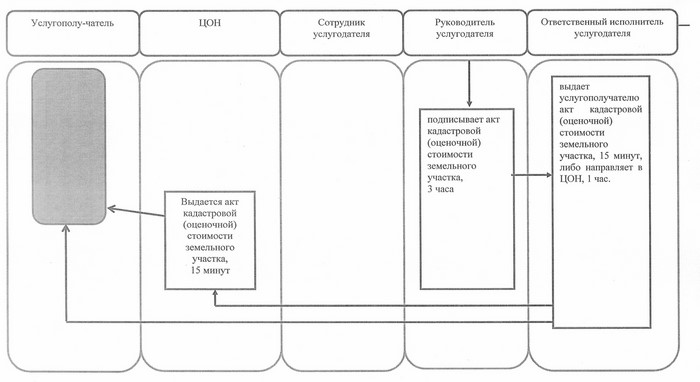 Услугополу-чатель
ЦОН
Сотрудник
услугодателя
Руководитель
услугодателя
Ответственный исполнитель
услугодателя
Выдается акт
кадастровой
(оценочной)
стоимости
земельного
участка,
15 минут
подписывает акт
кадастровой
(оценочной)
стоимости
земельного
участка,
3 часа
выдает
услугополучателю
акт кадастровой
(оценочной)
стоимости
земельного
участка, 15 минут,
либо направляет в
ЦОН, 1 час.